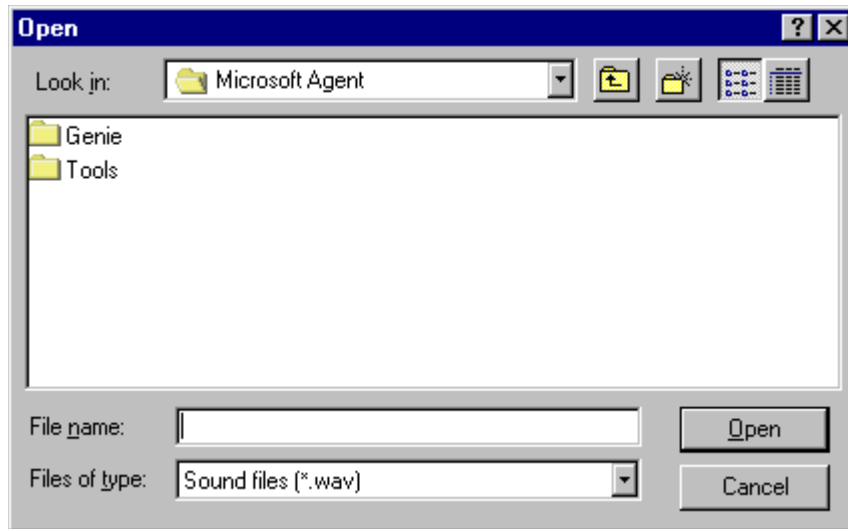 Open
Look in: Microsoft Agent
Genie
Tools
File name: Open
Files of type: Sound files (*.wav) Cancel